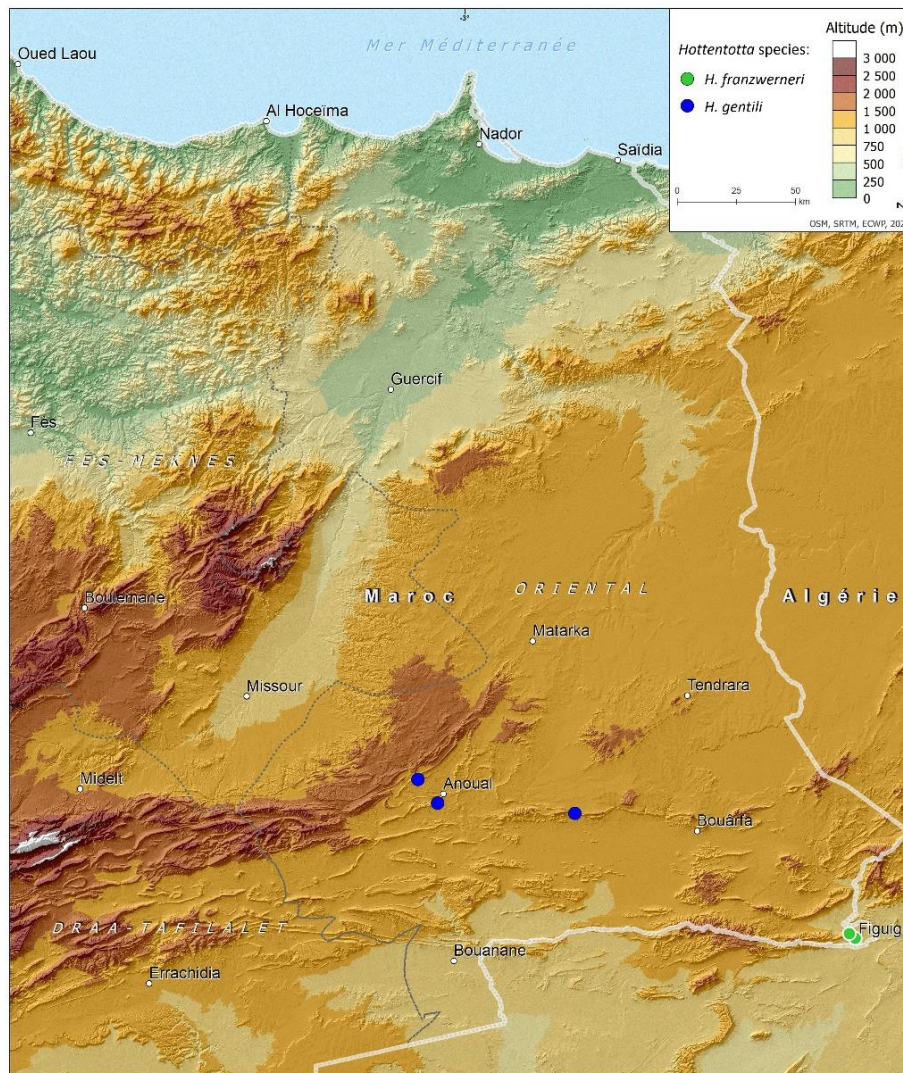 -3°
Mer Méditerranée
Oued Laou
Al Hoceïma
Nador
Saïdia
Hottentotta species:
H. franzwerneri
H. gentili
Altitude (m)
3 000
2 500
2 000
1 500
1 000
750
500
250
0
0 25 50
km
OSM, SRTM, ECWP, 202
Guercif
Fès
FES-MEKNES
Maroc
ORIENTAL
Algérie
Boulemane
Matarka
Missour
Tendrara
Midelt
Anoual
Bouârfa
DRAA-TAFILALET
Figuig
Bouanane
Errachidia